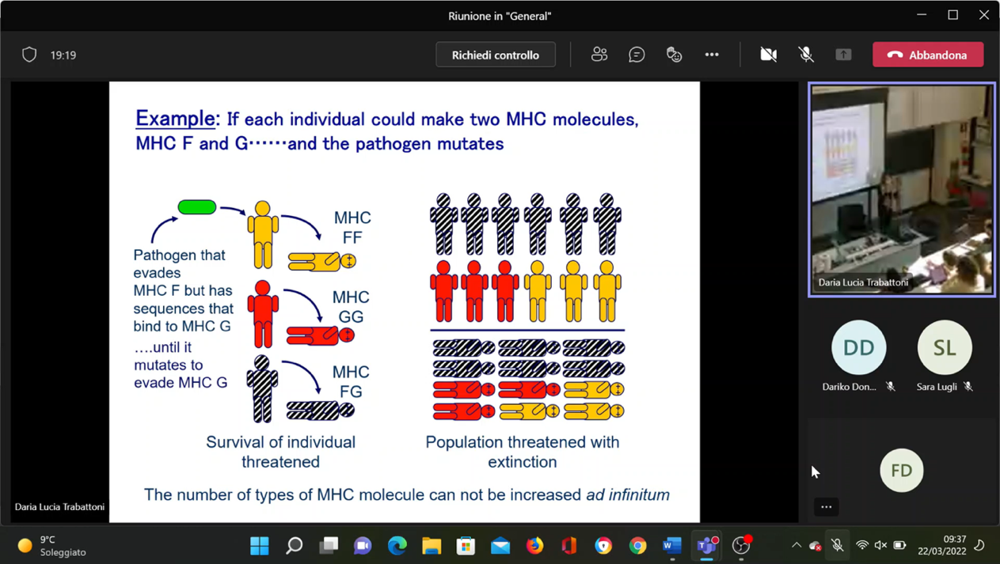 Riunione in "General"
19:19
Richiedi controllo
Abbandona
Example: If each individual could make two MHC molecules,
MHC F and G······and the pathogen mutates
MHC
FF
Pathogen that
evades
MHC F but has
sequences that
bind to MHC G
....until it
mutates to
evade MHC G
MHC
GG
MHC
FG
Survival of individual
threatened
Population threatened with
extinction
The number of types of MHC molecule can not be increased ad infinitum
Daria Lucia Trabattoni
Daria Lucia Trabattoni
DD
SL
Dariko Don...
Sara Lugli
FD
9°C
Soleggiato
09:37
22/03/2022